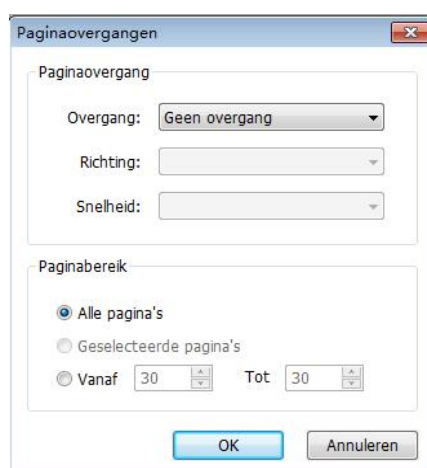 Paginaovergangen
Paginaovergang
Overgang: Geen overgang
Richting:
Snelheid:
Paginabereik
Alle pagina's
Geselecteerde pagina's
Vanaf 30 Tot 30
OK Annuleren